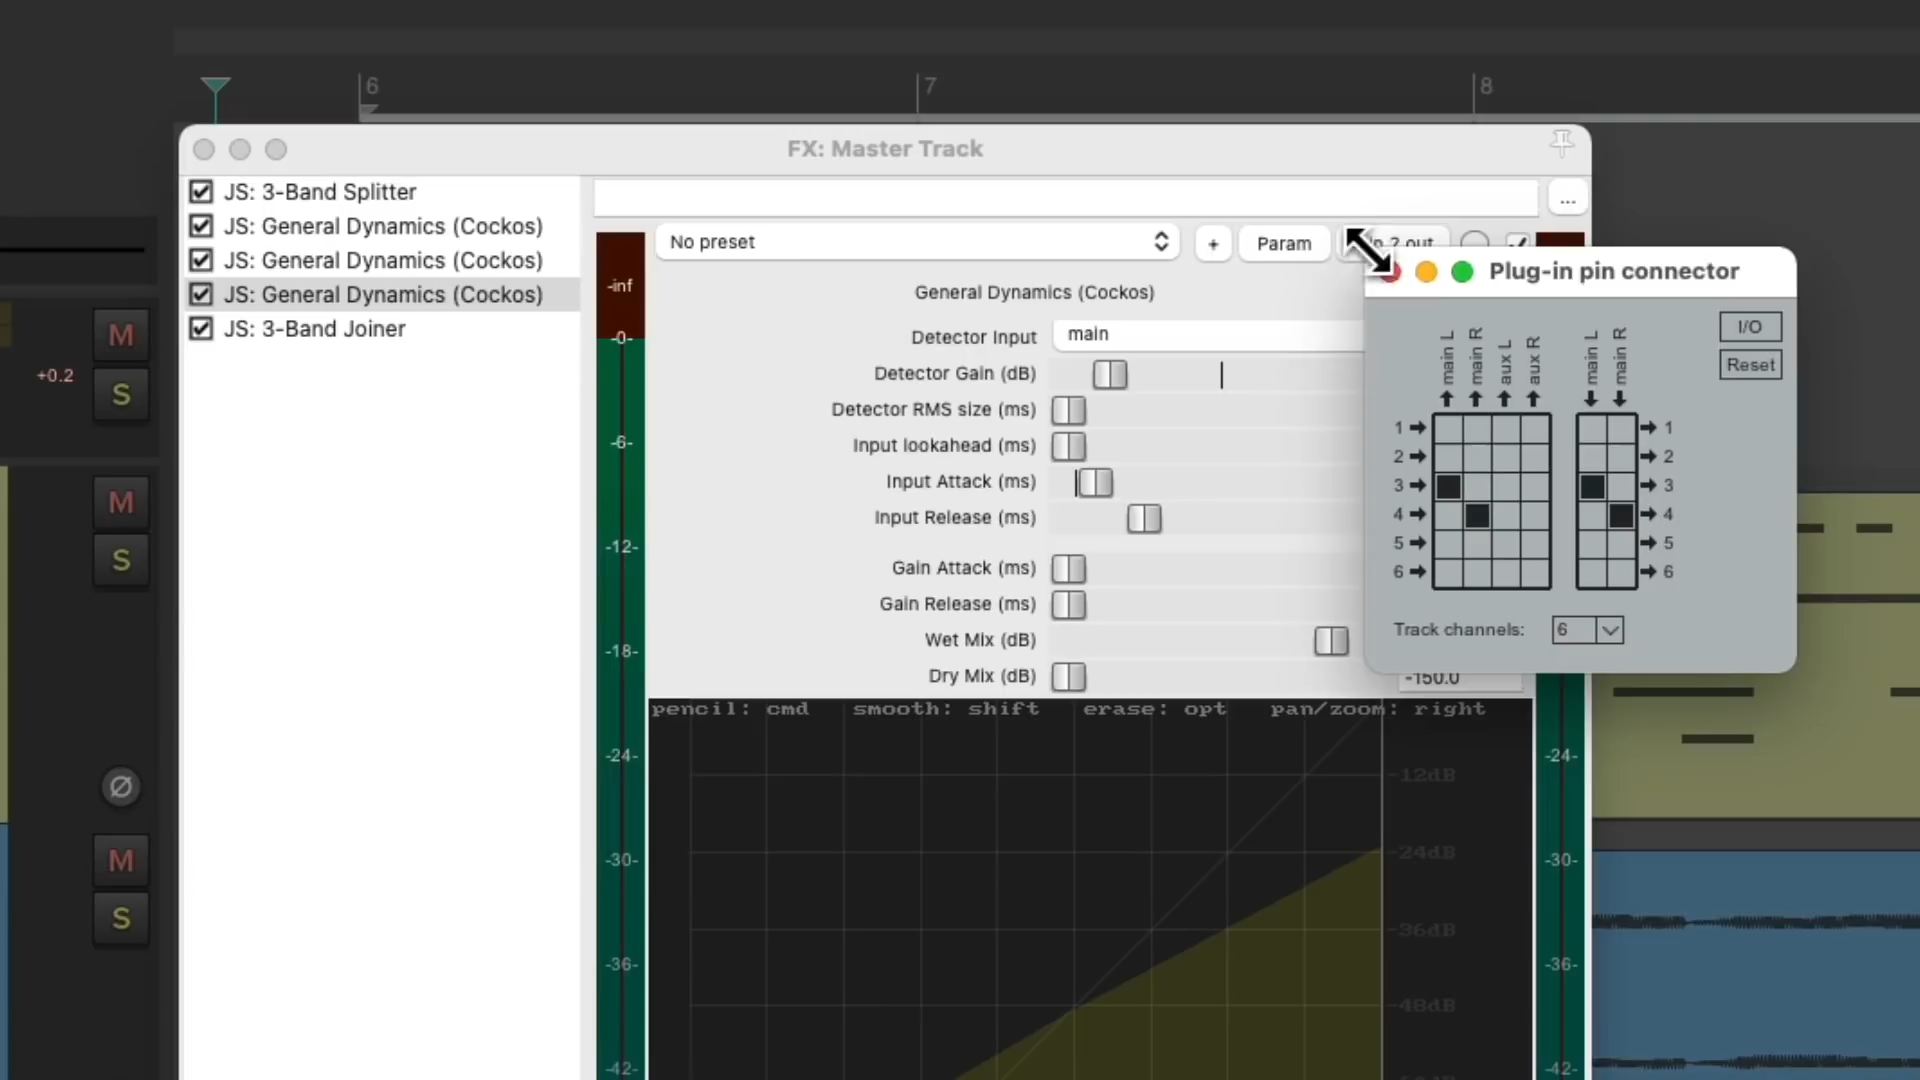 6
7
8
FX: Master Track
JS: 3-Band Splitter
JS: General Dynamics (Cockos)
JS: General Dynamics (Cockos)
JS: General Dynamics (Cockos)
JS: 3-Band Joiner
...
No preset
+
Param
2 out
General Dynamics (Cockos)
Detector Input
main
Detector Gain (dB)
Detector RMS size (ms)
Input lookahead (ms)
Input Attack (ms)
Input Release (ms)
Gain Attack (ms)
Gain Release (ms)
Wet Mix (dB)
Dry Mix (dB)
-150.0
pencil: cmd smooth: shift erase: opt pan/zoom: right
-12dB
-24dB
-36dB
-48dB
-inf
-0-
-6-
-12-
-18-
-24-
-30-
-36-
-42-
-24-
-30-
-36-
-42-
Plug-in pin connector
I/O
Reset
main L
main R
aux L
aux R
main L
main R
1 1
2 2
3 3
4 4
5 5
6 6
Track channels: 6
M
S
+0.2
M
S
Ø
M
S